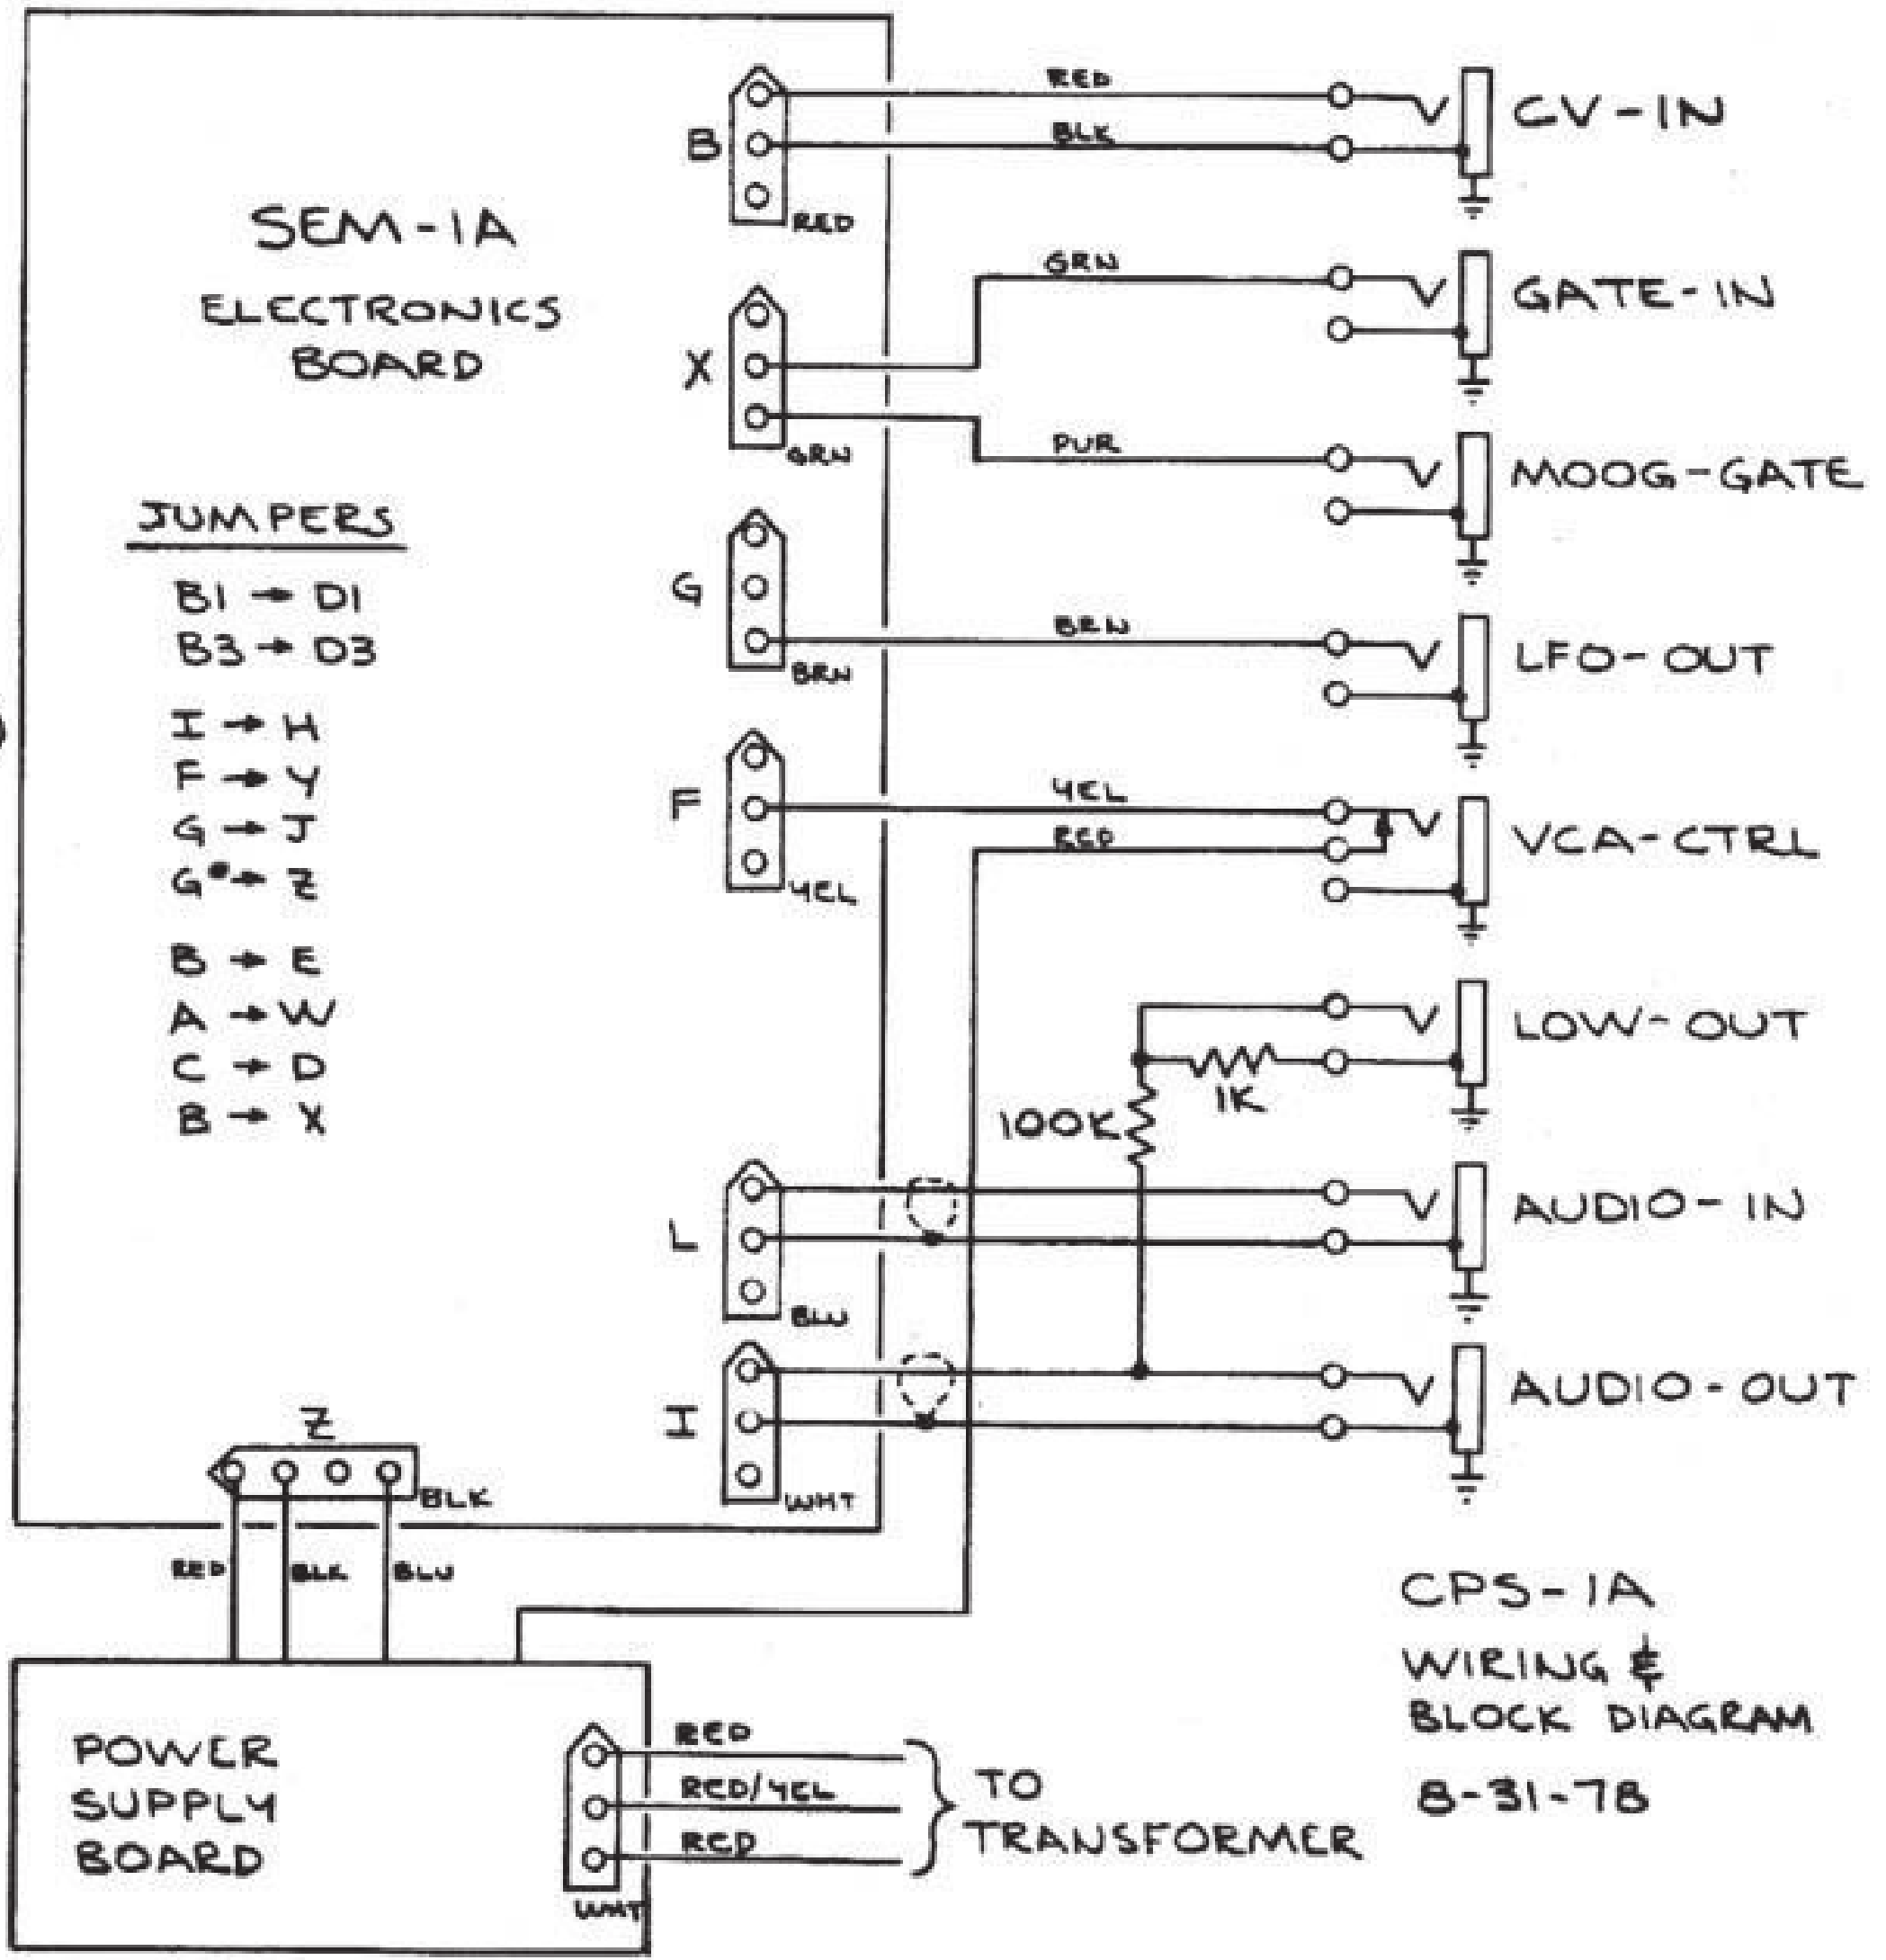 SEM-1A
ELECTRONICS
BOARD
JUMPERS
B1 → D1
B3 → D3
I → H
F → Y
G → J
G• → Z
B → E
A → W
C → D
B → X
B
RED
RED
BLK
CV-IN
X
GRN
GRN
GATE-IN
PUR
MOOG-GATE
G
BRN
BRN
LFO-OUT
F
YEL
YEL
RED
VCA-CTRL
LOW-OUT
1K
100K
L
BLU
AUDIO-IN
I
WHT
AUDIO-OUT
Z
BLK
RED
BLK
BLU
POWER
SUPPLY
BOARD
WHT
RED
RED/YEL
RED
TO
TRANSFORMER
CPS-1A
WIRING &
BLOCK DIAGRAM
8-31-78